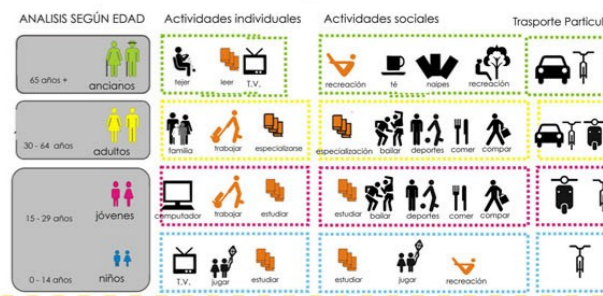 ANALISIS SEGÚN EDAD
Actividades individuales
Actividades sociales
Trasporte Particul
65 años +
ancianos
tejer
leer
T.V.
recreación
té
naipes
recreación
30 - 64 años
adultos
familia
trabajar
especializarse
especialización
bailar
deportes
comer
compar
15 - 29 años
jóvenes
computador
trabajar
estudiar
estudiar
bailar
deportes
comer
compar
0 - 14 años
niños
T.V.
jugar
estudiar
estudiar
jugar
recreación